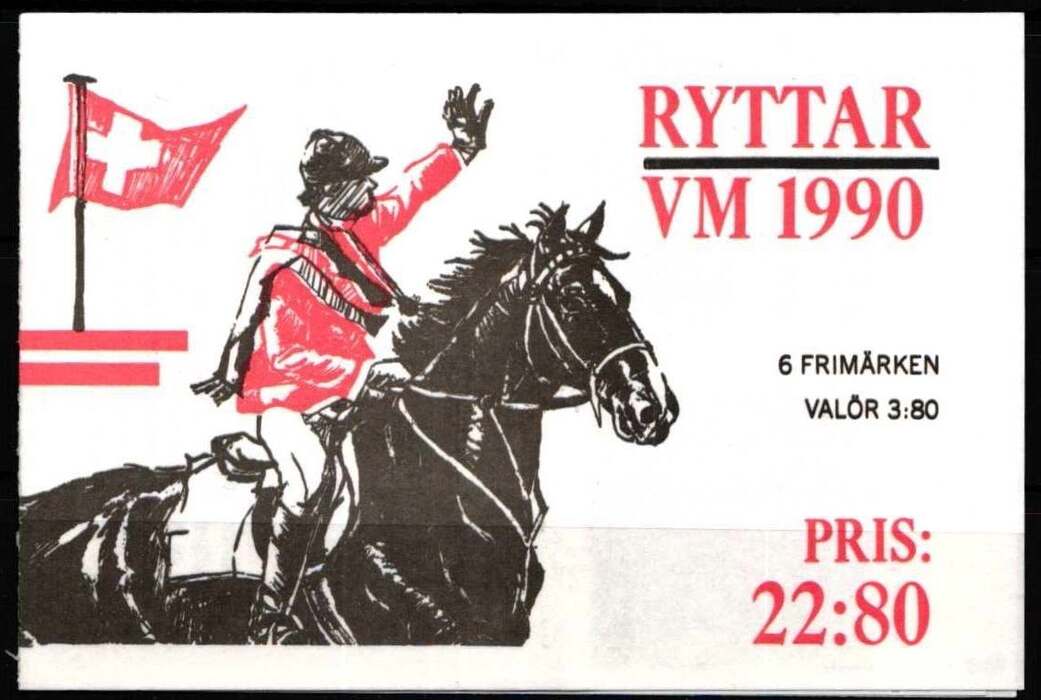 RYTTAR
VM 1990
6 FRIMÄRKEN
VALÖR 3:80
PRIS:
22:80